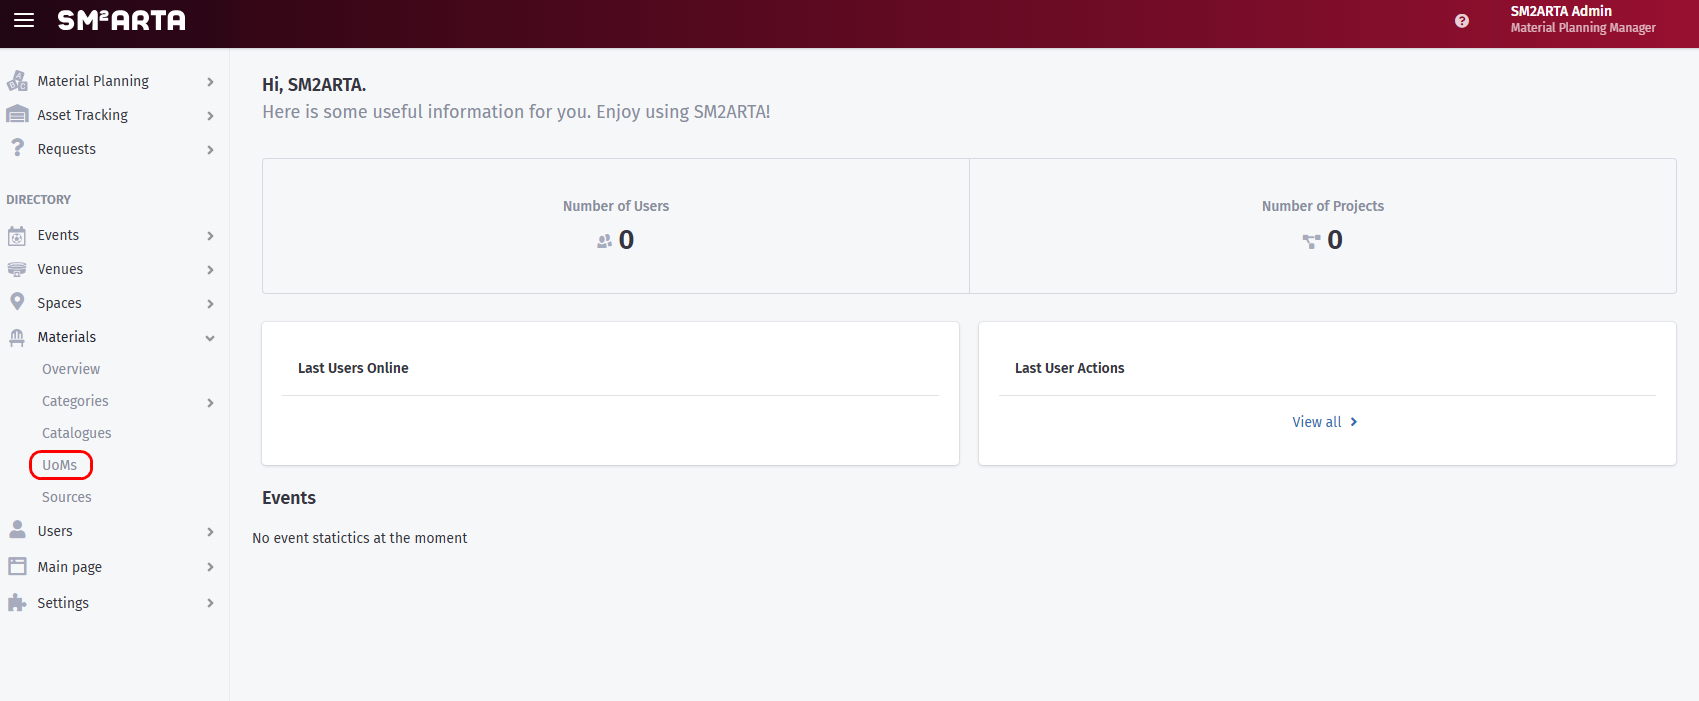 SM²ARTA
SM2ARTA Admin
Material Planning Manager
Material Planning
Asset Tracking
Requests
DIRECTORY
Events
Venues
Spaces
Materials
Overview
Categories
Catalogues
UoMs
Sources
Users
Main page
Settings
Hi, SM2ARTA.
Here is some useful information for you. Enjoy using SM2ARTA!
Number of Users
0
Number of Projects
0
Last Users Online
Last User Actions
View all
Events
No event statictics at the moment